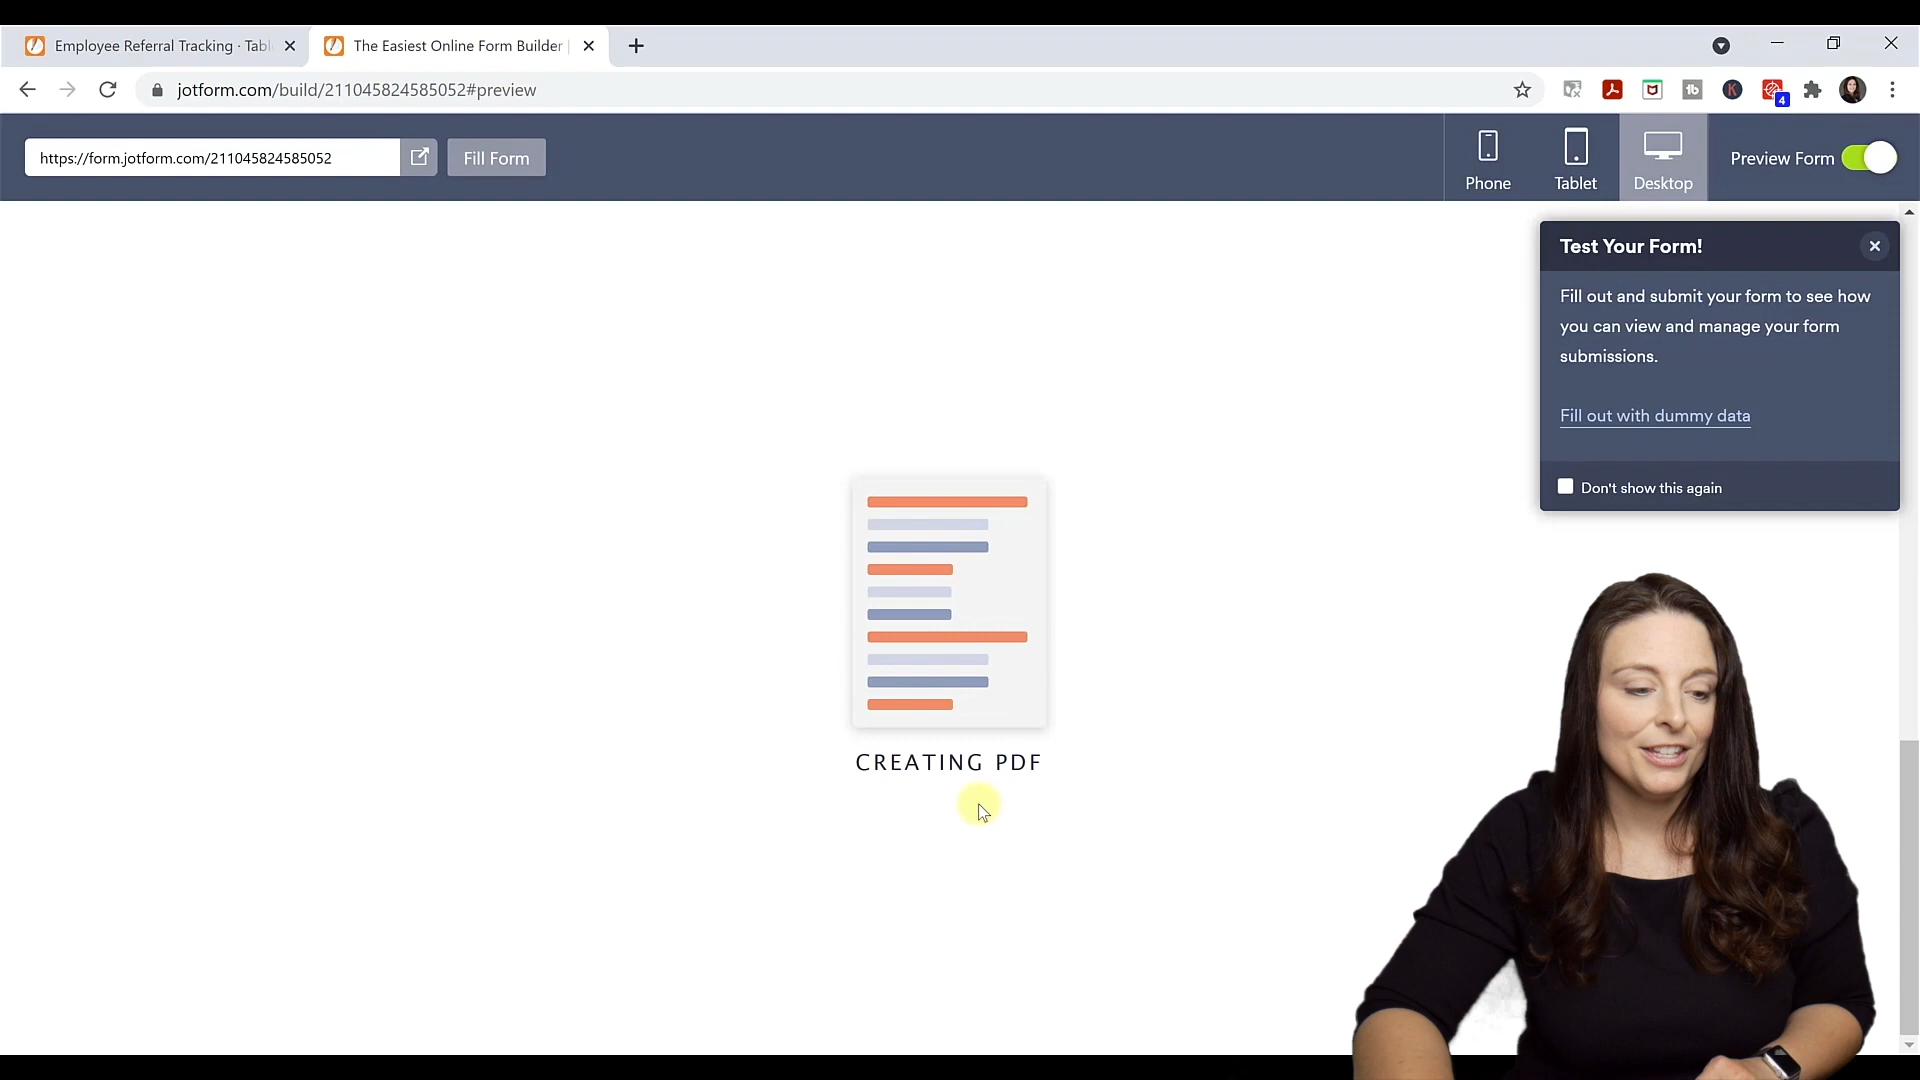 Employee Referral Tracking · Tabl
The Easiest Online Form Builder |
jotform.com/build/211045824585052#preview
4
https://form.jotform.com/211045824585052
Fill Form
Phone
Tablet
Desktop
Preview Form
Test Your Form!
Fill out and submit your form to see how
you can view and manage your form
submissions.
Fill out with dummy data
Don't show this again
CREATING PDF